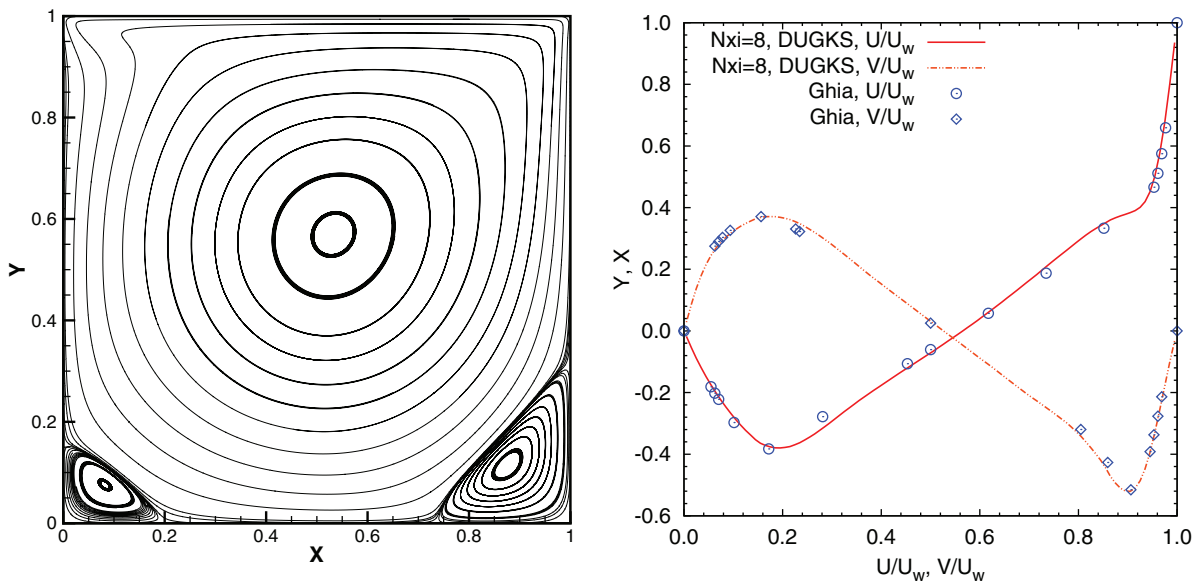 Y
1
0.8
0.6
0.4
0.2
0
0 0.2 0.4 0.6 0.8 1
X
Nxi=8, DUGKS, U/U_w
Nxi=8, DUGKS, V/U_w
Ghia, U/U_w
Ghia, V/U_w
Y, X
1.0
0.8
0.6
0.4
0.2
0.0
-0.2
-0.4
-0.6
0.0 0.2 0.4 0.6 0.8 1.0
U/U_w, V/U_w